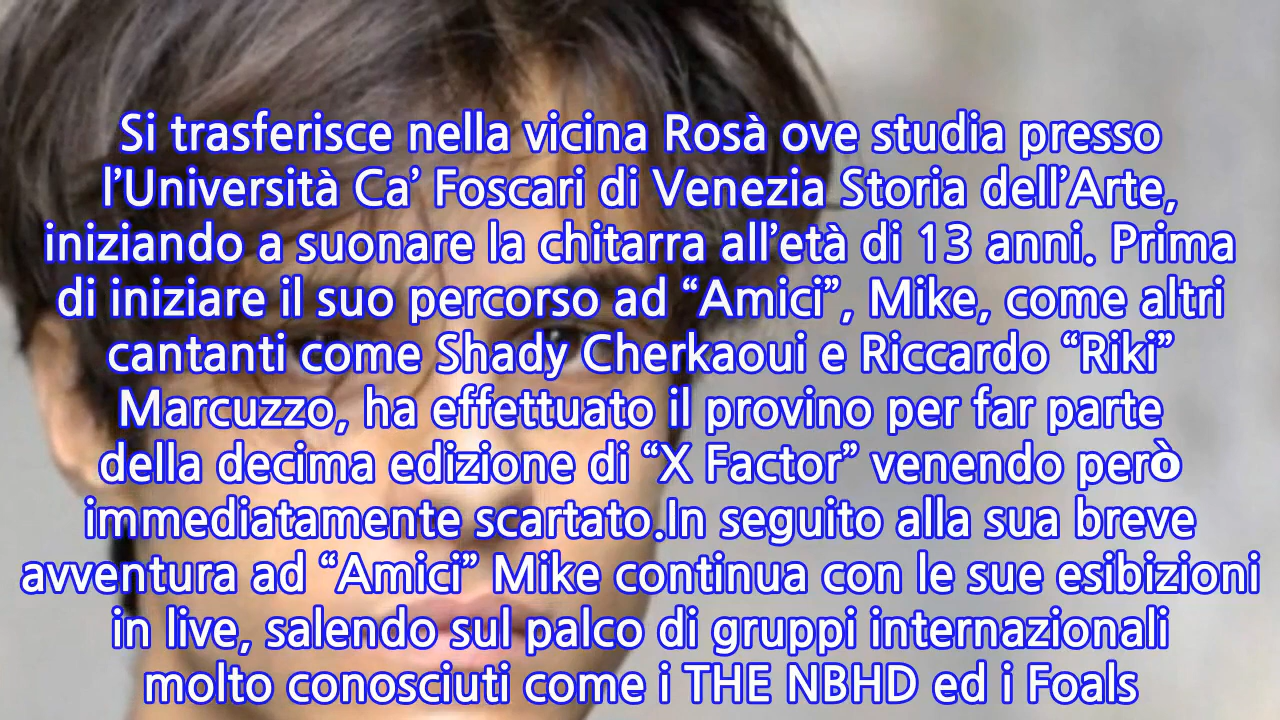 Si trasferisce nella vicina Rosà ove studia presso
l’Università Ca’ Foscari di Venezia Storia dell’Arte,
iniziando a suonare la chitarra all’età di 13 anni. Prima
di iniziare il suo percorso ad “Amici”, Mike, come altri
cantanti come Shady Cherkaoui e Riccardo “Riki”
Marcuzzo, ha effettuato il provino per far parte
della decima edizione di “X Factor” venendo però
immediatamente scartato.In seguito alla sua breve
avventura ad “Amici” Mike continua con le sue esibizioni
in live, salendo sul palco di gruppi internazionali
molto conosciuti come i THE NBHD ed i Foals